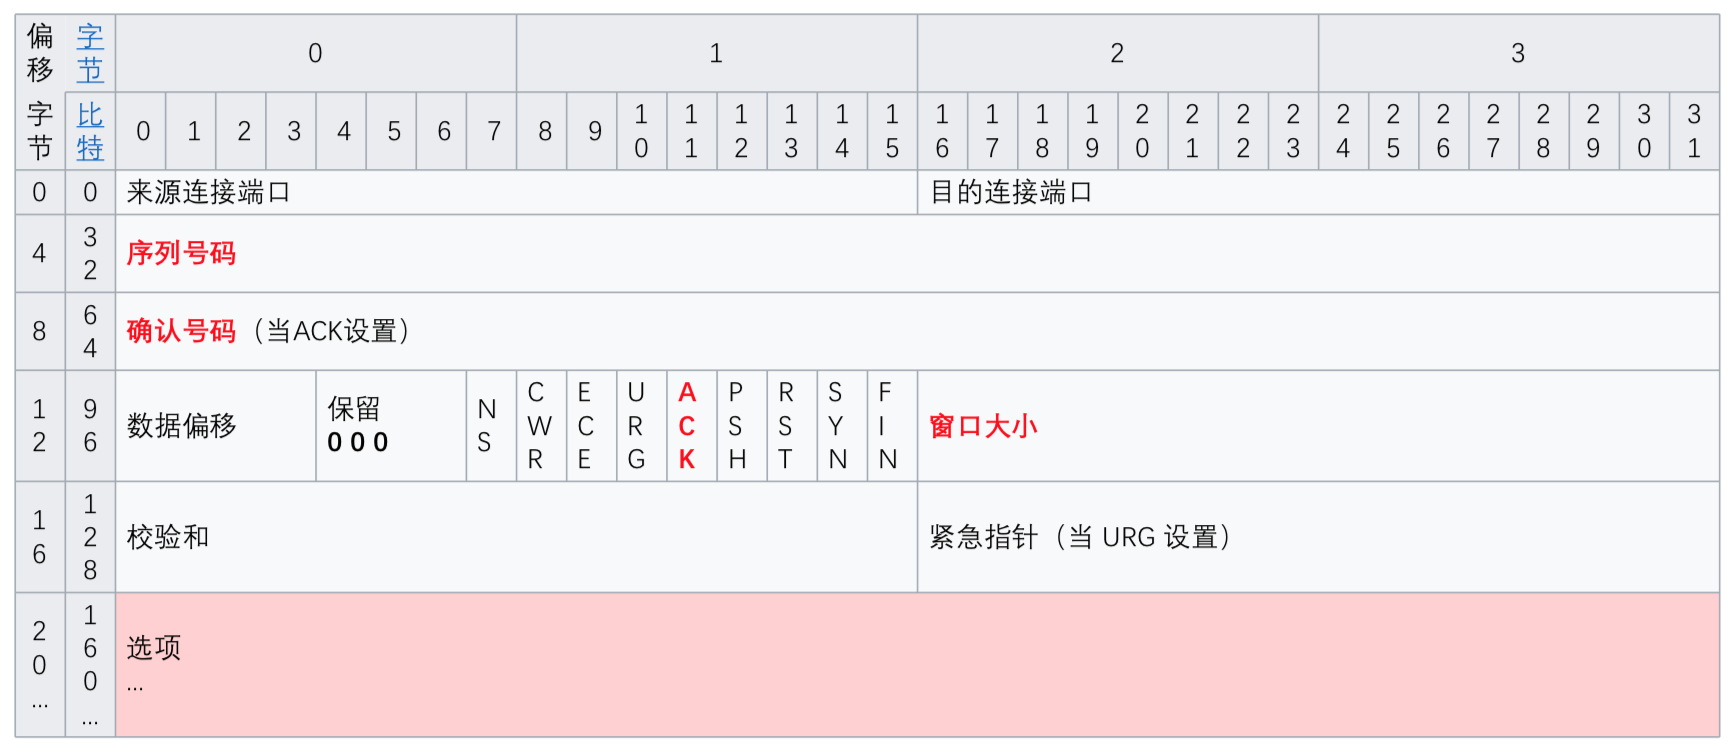 偏移 字节 0 1 2 3
字节 比特 0 1 2 3 4 5 6 7 8 9 10 11 12 13 14 15 16 17 18 19 20 21 22 23 24 25 26 27 28 29 30 31
0 0 来源连接端口 目的连接端口
4 32 序列号码
8 64 确认号码（当ACK设置）
12 96 数据偏移 保留 0 0 0 NS CWR ECE URG ACK PSH RST SYN FIN 窗口大小
16 128 校验和 紧急指针（当 URG 设置）
20 160 选项
... ... ...